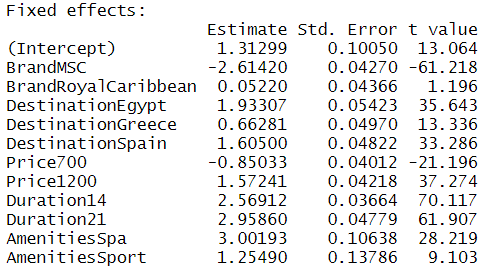 Fixed effects:
Estimate Std. Error t value
(Intercept) 1.31299 0.10050 13.064
BrandMSC -2.61420 0.04270 -61.218
BrandRoyalCaribbean 0.05220 0.04366 1.196
DestinationEgypt 1.93307 0.05423 35.643
DestinationGreece 0.66281 0.04970 13.336
DestinationSpain 1.60500 0.04822 33.286
Price700 -0.85033 0.04012 -21.196
Price1200 1.57241 0.04218 37.274
Duration14 2.56912 0.03664 70.117
Duration21 2.95860 0.04779 61.907
AmenitiesSpa 3.00193 0.10638 28.219
AmenitiesSport 1.25490 0.13786 9.103